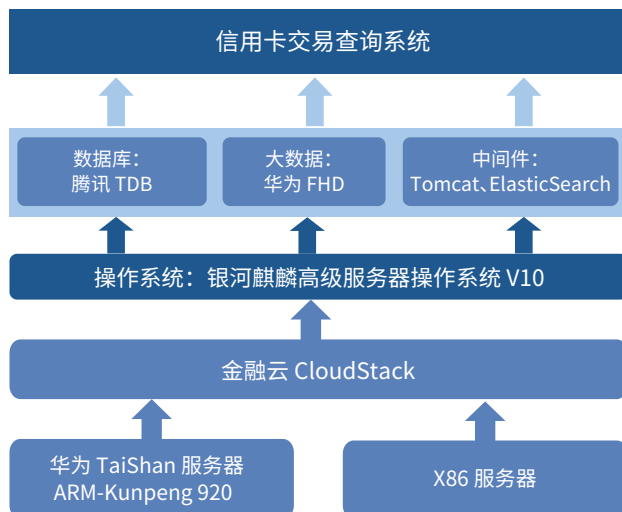 信用卡交易查询系统
数据库：
腾讯 TDB
大数据：
华为 FHD
中间件：
Tomcat、ElasticSearch
操作系统：银河麒麟高级服务器操作系统 V10
金融云 CloudStack
华为 TaiShan 服务器
ARM-Kunpeng 920
X86 服务器